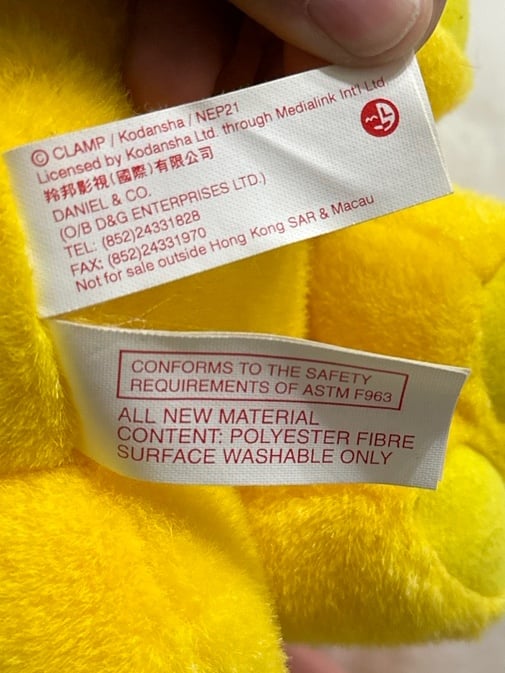 © CLAMP / Kodansha / NEP21
Licensed by Kodansha Ltd. through Medialink Int'l Ltd.
羚邦影視(國際)有限公司
DANIEL & CO.
(O/B D&G ENTERPRISES LTD.)
TEL: (852)24331828
FAX: (852)24331970
Not for sale outside Hong Kong SAR & Macau
CONFORMS TO THE SAFETY
REQUIREMENTS OF ASTM F963
ALL NEW MATERIAL
CONTENT: POLYESTER FIBRE
SURFACE WASHABLE ONLY